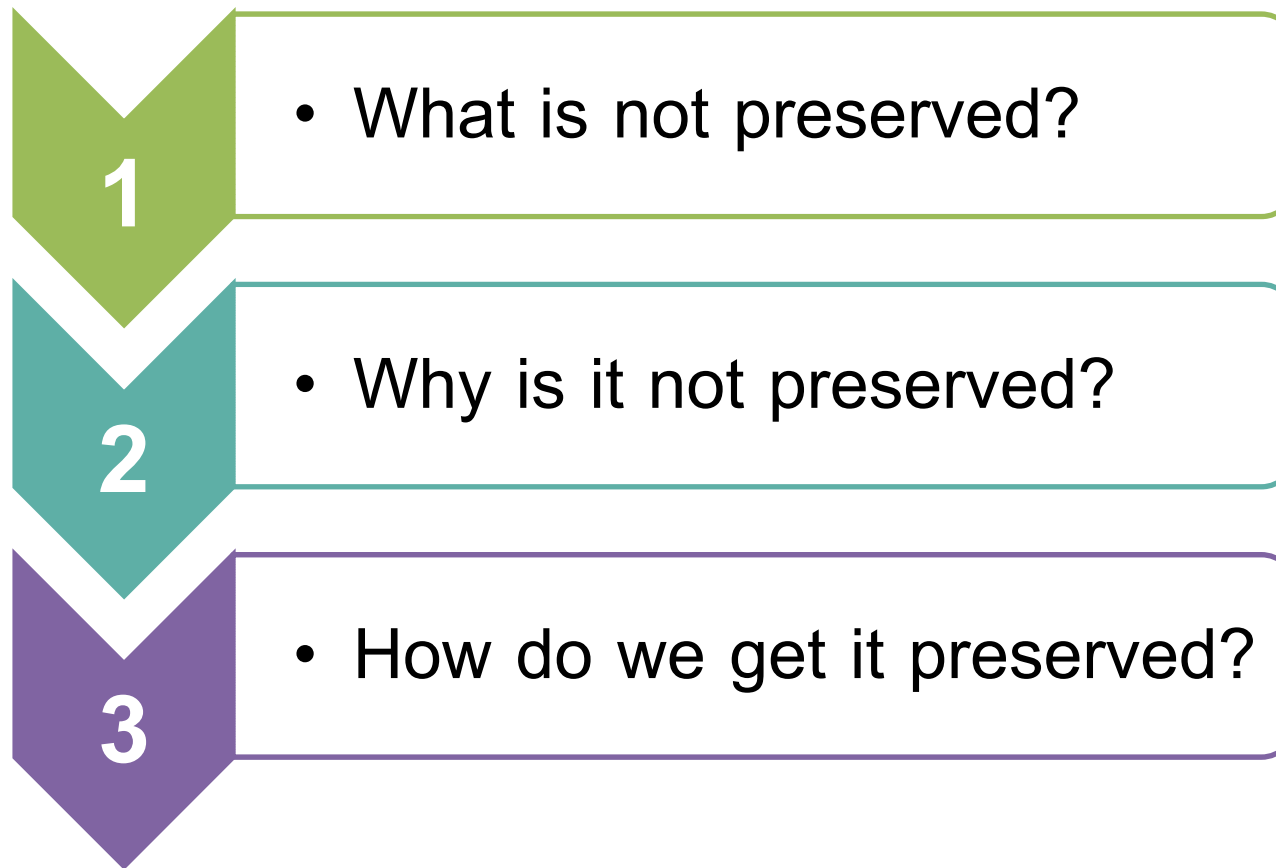 1
• What is not preserved?
2
• Why is it not preserved?
3
• How do we get it preserved?